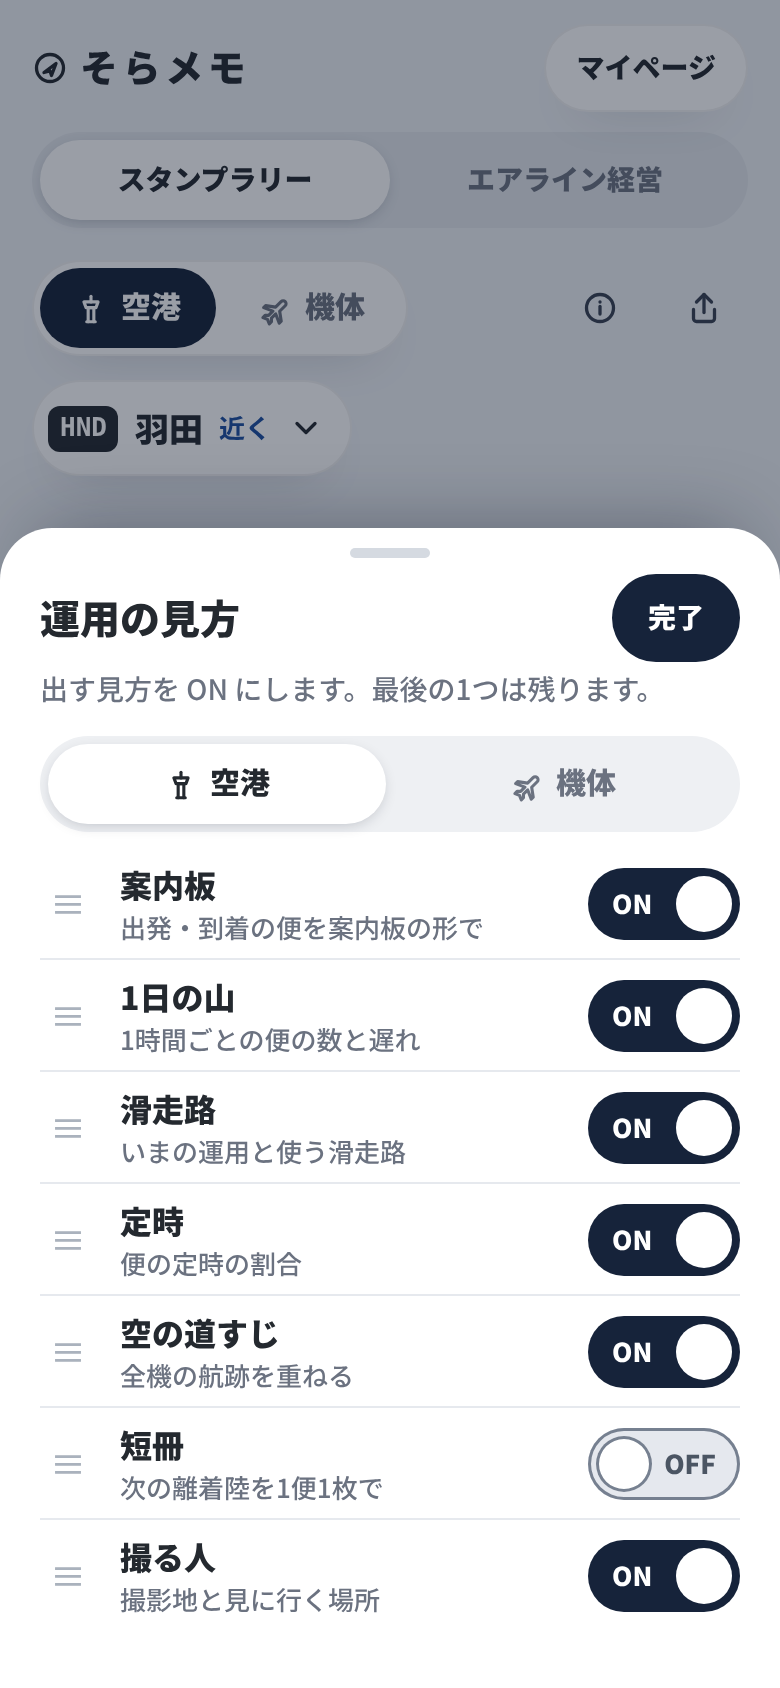 そらメモ
マイページ
スタンプラリー
エアライン経営
空港
機体
HND 羽田 近く
運用の見方
完了
出す見方を ON にします。最後の1つは残ります。
空港
機体
案内板
出発・到着の便を案内板の形で
ON
1日の山
1時間ごとの便の数と遅れ
ON
滑走路
いまの運用と使う滑走路
ON
定時
便の定時の割合
ON
空の道すじ
全機の航跡を重ねる
ON
短冊
次の離着陸を1便1枚で
OFF
撮る人
撮影地と見に行く場所
ON